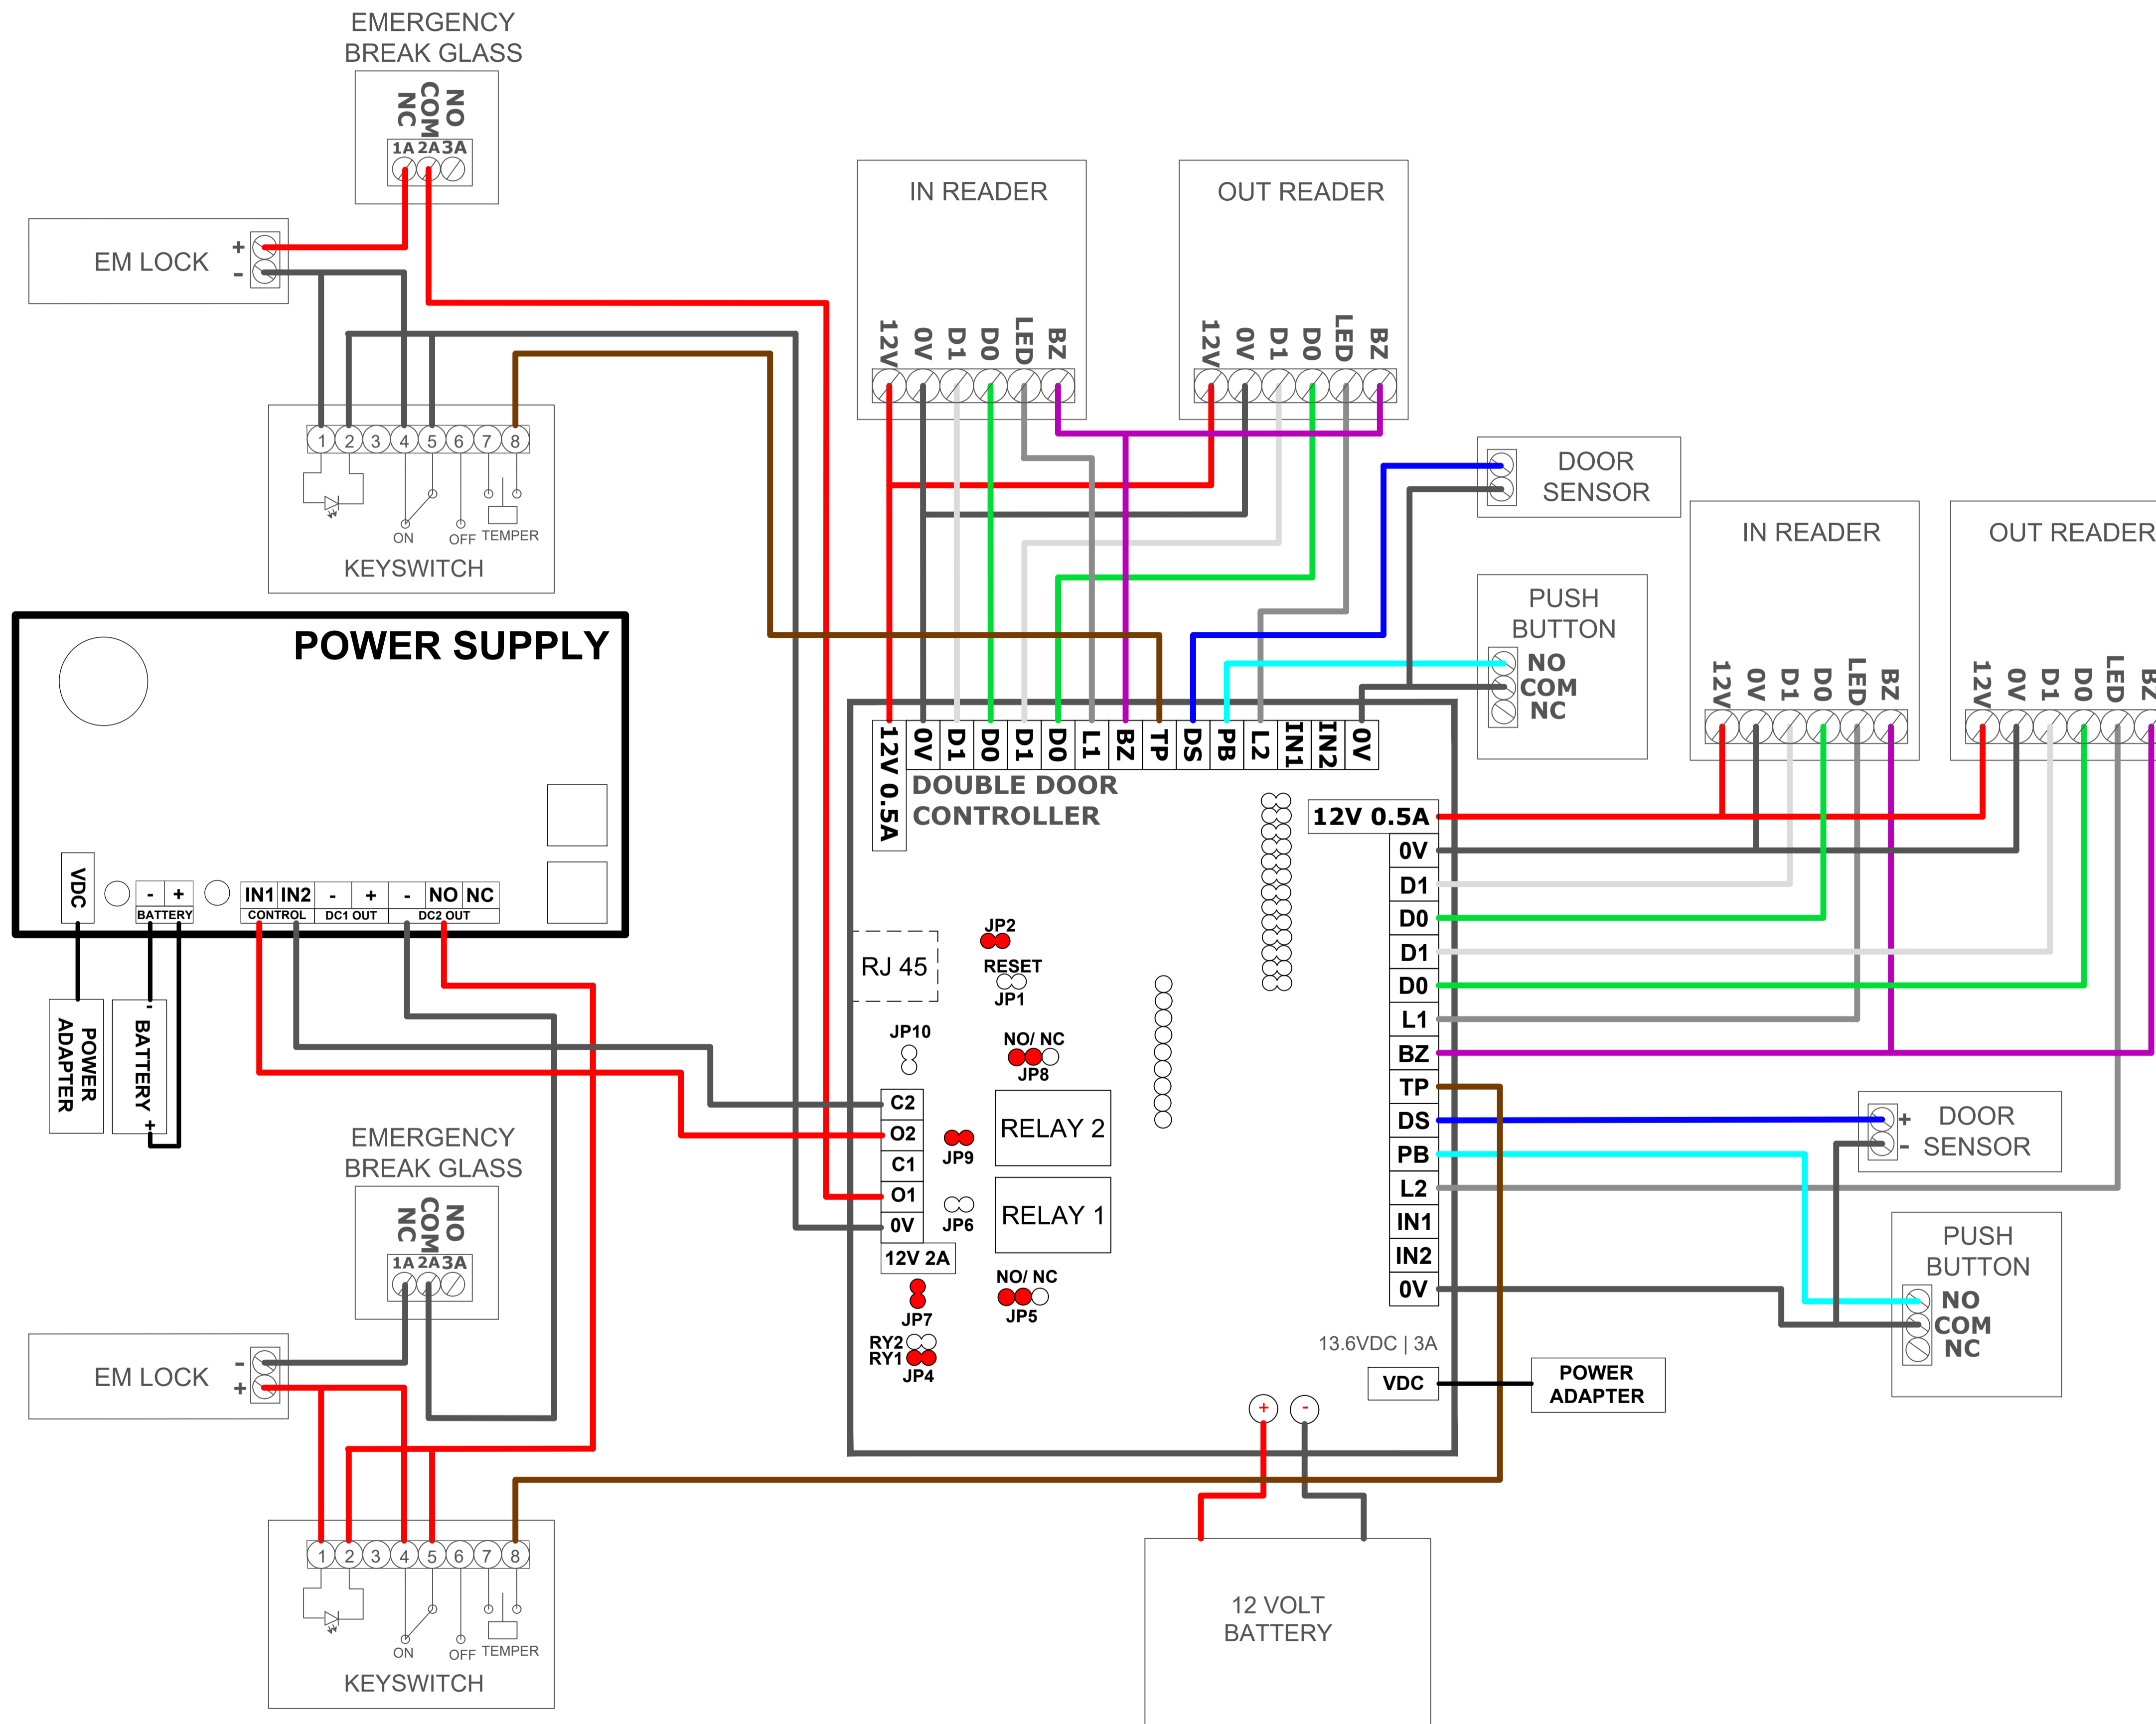 EMERGENCY
BREAK GLASS
NC COM NO
1A 2A 3A
EM LOCK
+
-
1 2 3 4 5 6 7 8
ON OFF TEMPER
KEYSWITCH
IN READER
12V 0V D1 D0 LED BZ
OUT READER
12V 0V D1 D0 LED BZ
DOOR
SENSOR
PUSH
BUTTON
NO
COM
NC
IN READER
12V 0V D1 D0 LED BZ
OUT READER
12V 0V D1 D0 LED BZ
POWER SUPPLY
VDC
- +
BATTERY
IN1 IN2 - + - NO NC
CONTROL DC1 OUT DC2 OUT
POWER
ADAPTER
- BATTERY +
12V 0.5A 0V D1 D0 D1 D0 L1 BZ TP DS PB L2 IN1 IN2 0V
DOUBLE DOOR
CONTROLLER
12V 0.5A
0V
D1
D0
D1
D0
L1
BZ
TP
DS
PB
L2
IN1
IN2
0V
RJ 45
JP2
RESET
JP1
JP10
NO/ NC
JP8
C2
O2
C1
O1
0V
12V 2A
JP9
JP6
RELAY 2
RELAY 1
JP7
NO/ NC
JP5
RY2
RY1
JP4
13.6VDC | 3A
VDC
POWER
ADAPTER
+ -
12 VOLT
BATTERY
+
-
DOOR
SENSOR
PUSH
BUTTON
NO
COM
NC
EMERGENCY
BREAK GLASS
NC COM NO
1A 2A 3A
EM LOCK
-
+
1 2 3 4 5 6 7 8
ON OFF TEMPER
KEYSWITCH